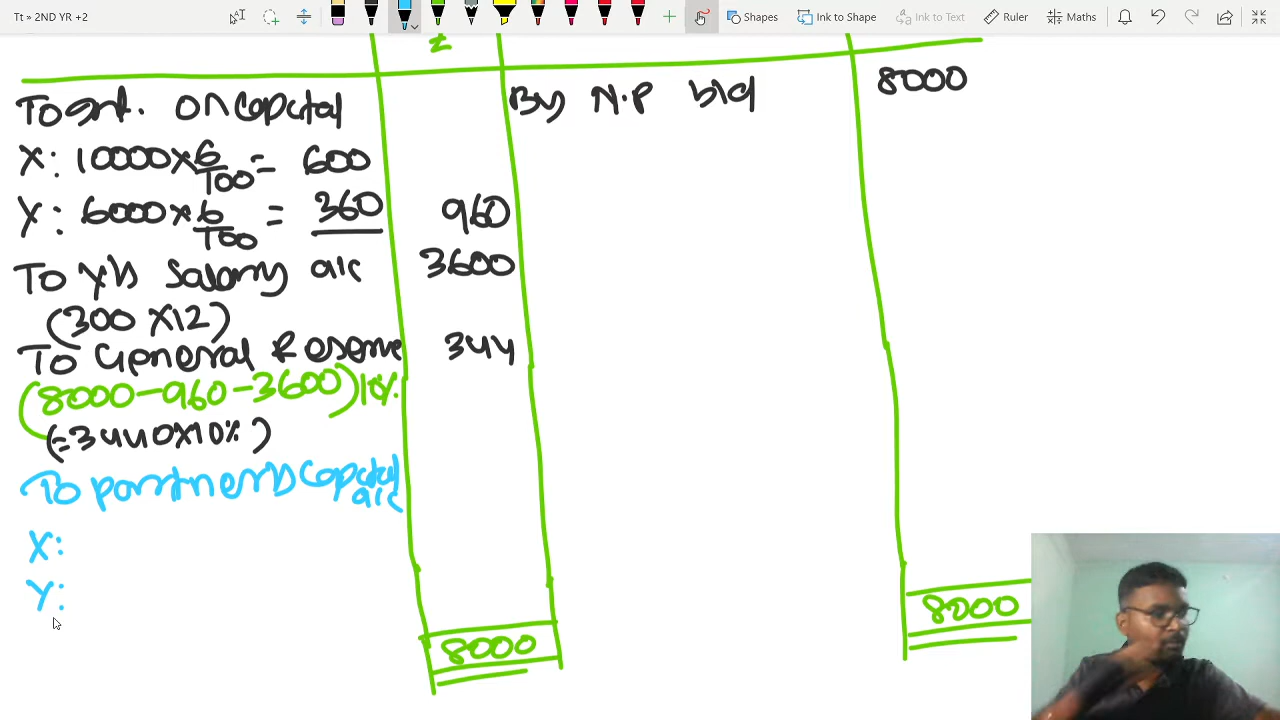 Tt » 2ND YR +2
Shapes
Ink to Shape
Ink to Text
Ruler
Maths
₹
To int. on capital
By N.P b/d
8000
X: 10000 x 6/100 = 600
Y: 6000 x 6/100 = 360
960
To Y's Salary a/c
3600
(300 x 12)
To General Reserve
344
(8000 - 960 - 3600) 10%
(= 3440 x 10%)
To partner's capital a/c
X:
Y:
8000
8000